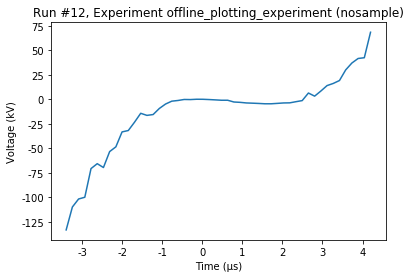 Run #12, Experiment offline_plotting_experiment (nosample)
75
50
25
0
-25
-50
-75
-100
-125
Voltage (kV)
-3 -2 -1 0 1 2 3 4
Time (μs)